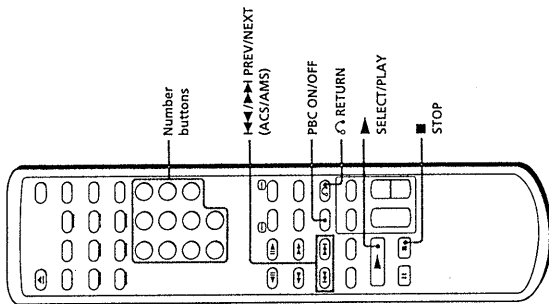 Number
buttons
⏮/⏭ PREV/NEXT
(ACS/AMS)
PBC ON/OFF
RETURN
▶
SELECT/PLAY
■
STOP